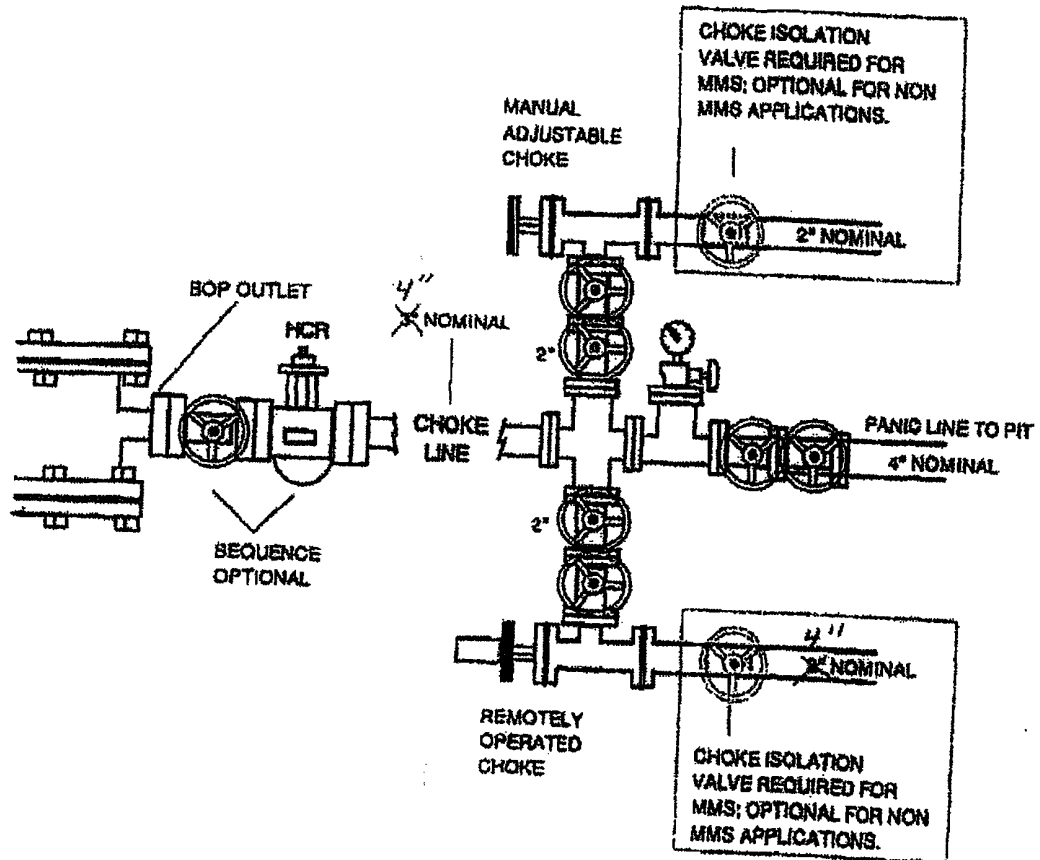 CHOKE ISOLATION
VALVE REQUIRED FOR
MMS; OPTIONAL FOR NON
MMS APPLICATIONS.
MANUAL
ADJUSTABLE
CHOKE
2" NOMINAL
BOP OUTLET
4"
3" NOMINAL
HCR
2"
CHOKE
LINE
PANIC LINE TO PIT
4" NOMINAL
2"
SEQUENCE
OPTIONAL
4"
NOMINAL
REMOTELY
OPERATED
CHOKE
CHOKE ISOLATION
VALVE REQUIRED FOR
MMS; OPTIONAL FOR NON
MMS APPLICATIONS.